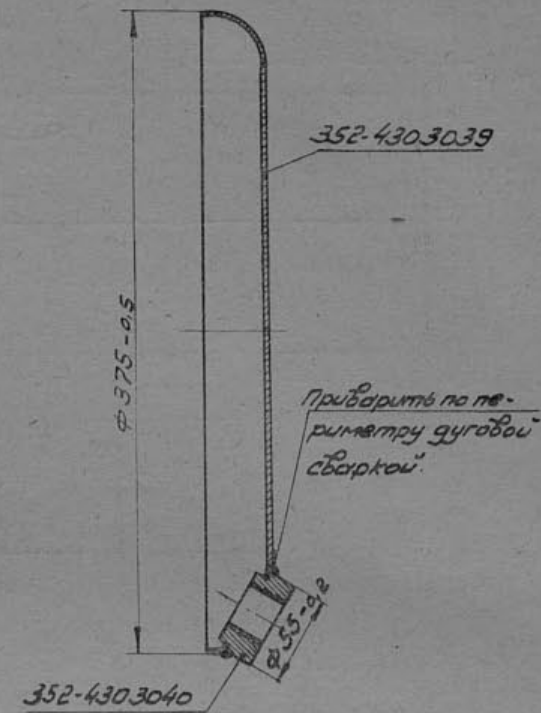 352-4303039
ф375-0,5
Приварить по пе-
риметру дуговой
сваркой.
ф55-0,2
352-4303040